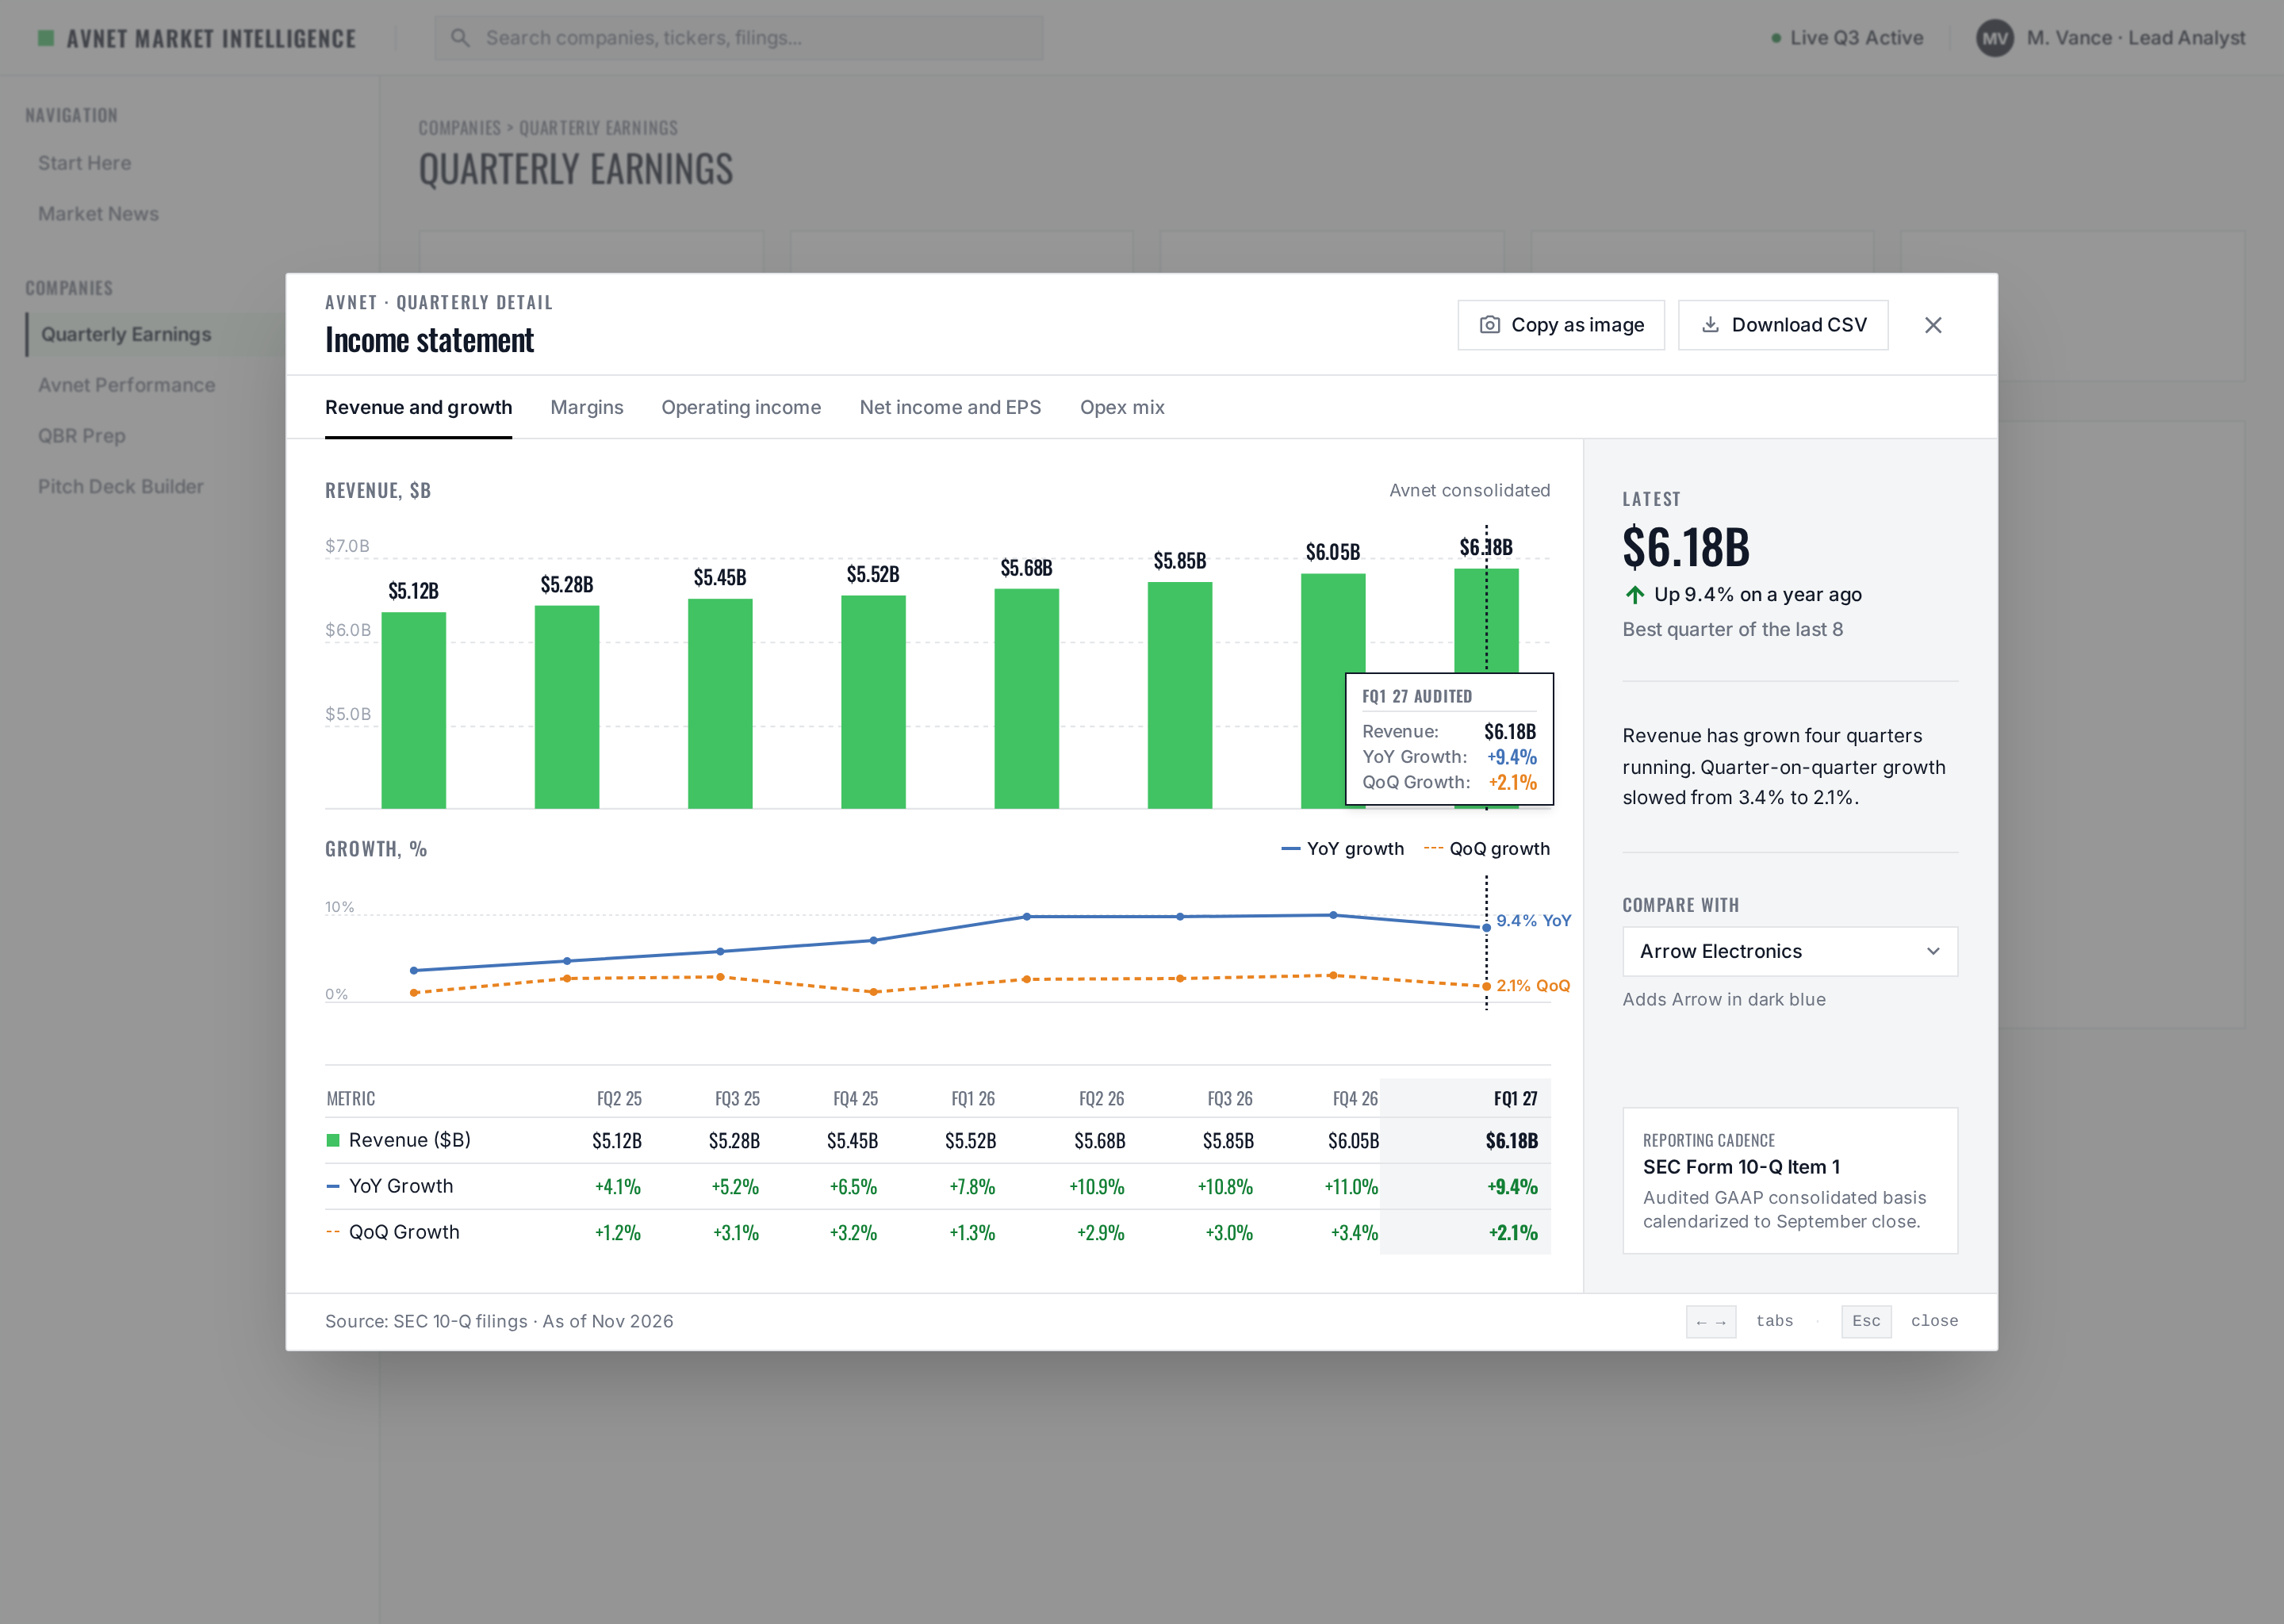 AVNET MARKET INTELLIGENCE
Search companies, tickers, filings...
Live Q3 Active
MV
M. Vance · Lead Analyst
NAVIGATION
Start Here
Market News
COMPANIES
Quarterly Earnings
Avnet Performance
QBR Prep
Pitch Deck Builder
COMPANIES > QUARTERLY EARNINGS
QUARTERLY EARNINGS
AVNET · QUARTERLY DETAIL
Income statement
Copy as image
Download CSV
Revenue and growth
Margins
Operating income
Net income and EPS
Opex mix
REVENUE, $B
Avnet consolidated
$7.0B
$6.0B
$5.0B
$5.12B
$5.28B
$5.45B
$5.52B
$5.68B
$5.85B
$6.05B
$6.18B
FQ1 27 AUDITED
Revenue: $6.18B
YoY Growth: +9.4%
QoQ Growth: +2.1%
GROWTH, %
YoY growth
QoQ growth
10%
0%
9.4% YoY
2.1% QoQ
METRIC FQ2 25 FQ3 25 FQ4 25 FQ1 26 FQ2 26 FQ3 26 FQ4 26 FQ1 27
Revenue ($B) $5.12B $5.28B $5.45B $5.52B $5.68B $5.85B $6.05B $6.18B
YoY Growth +4.1% +5.2% +6.5% +7.8% +10.9% +10.8% +11.0% +9.4%
QoQ Growth +1.2% +3.1% +3.2% +1.3% +2.9% +3.0% +3.4% +2.1%
LATEST
$6.18B
Up 9.4% on a year ago
Best quarter of the last 8
Revenue has grown four quarters
running. Quarter-on-quarter growth
slowed from 3.4% to 2.1%.
COMPARE WITH
Arrow Electronics
Adds Arrow in dark blue
REPORTING CADENCE
SEC Form 10-Q Item 1
Audited GAAP consolidated basis
calendarized to September close.
Source: SEC 10-Q filings · As of Nov 2026
← → tabs · Esc close